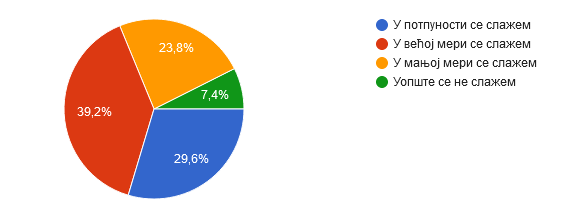 23,8%
7,4%
39,2%
29,6%
У потпуности се слажем
У већој мери се слажем
У мањој мери се слажем
Уопште се не слажем